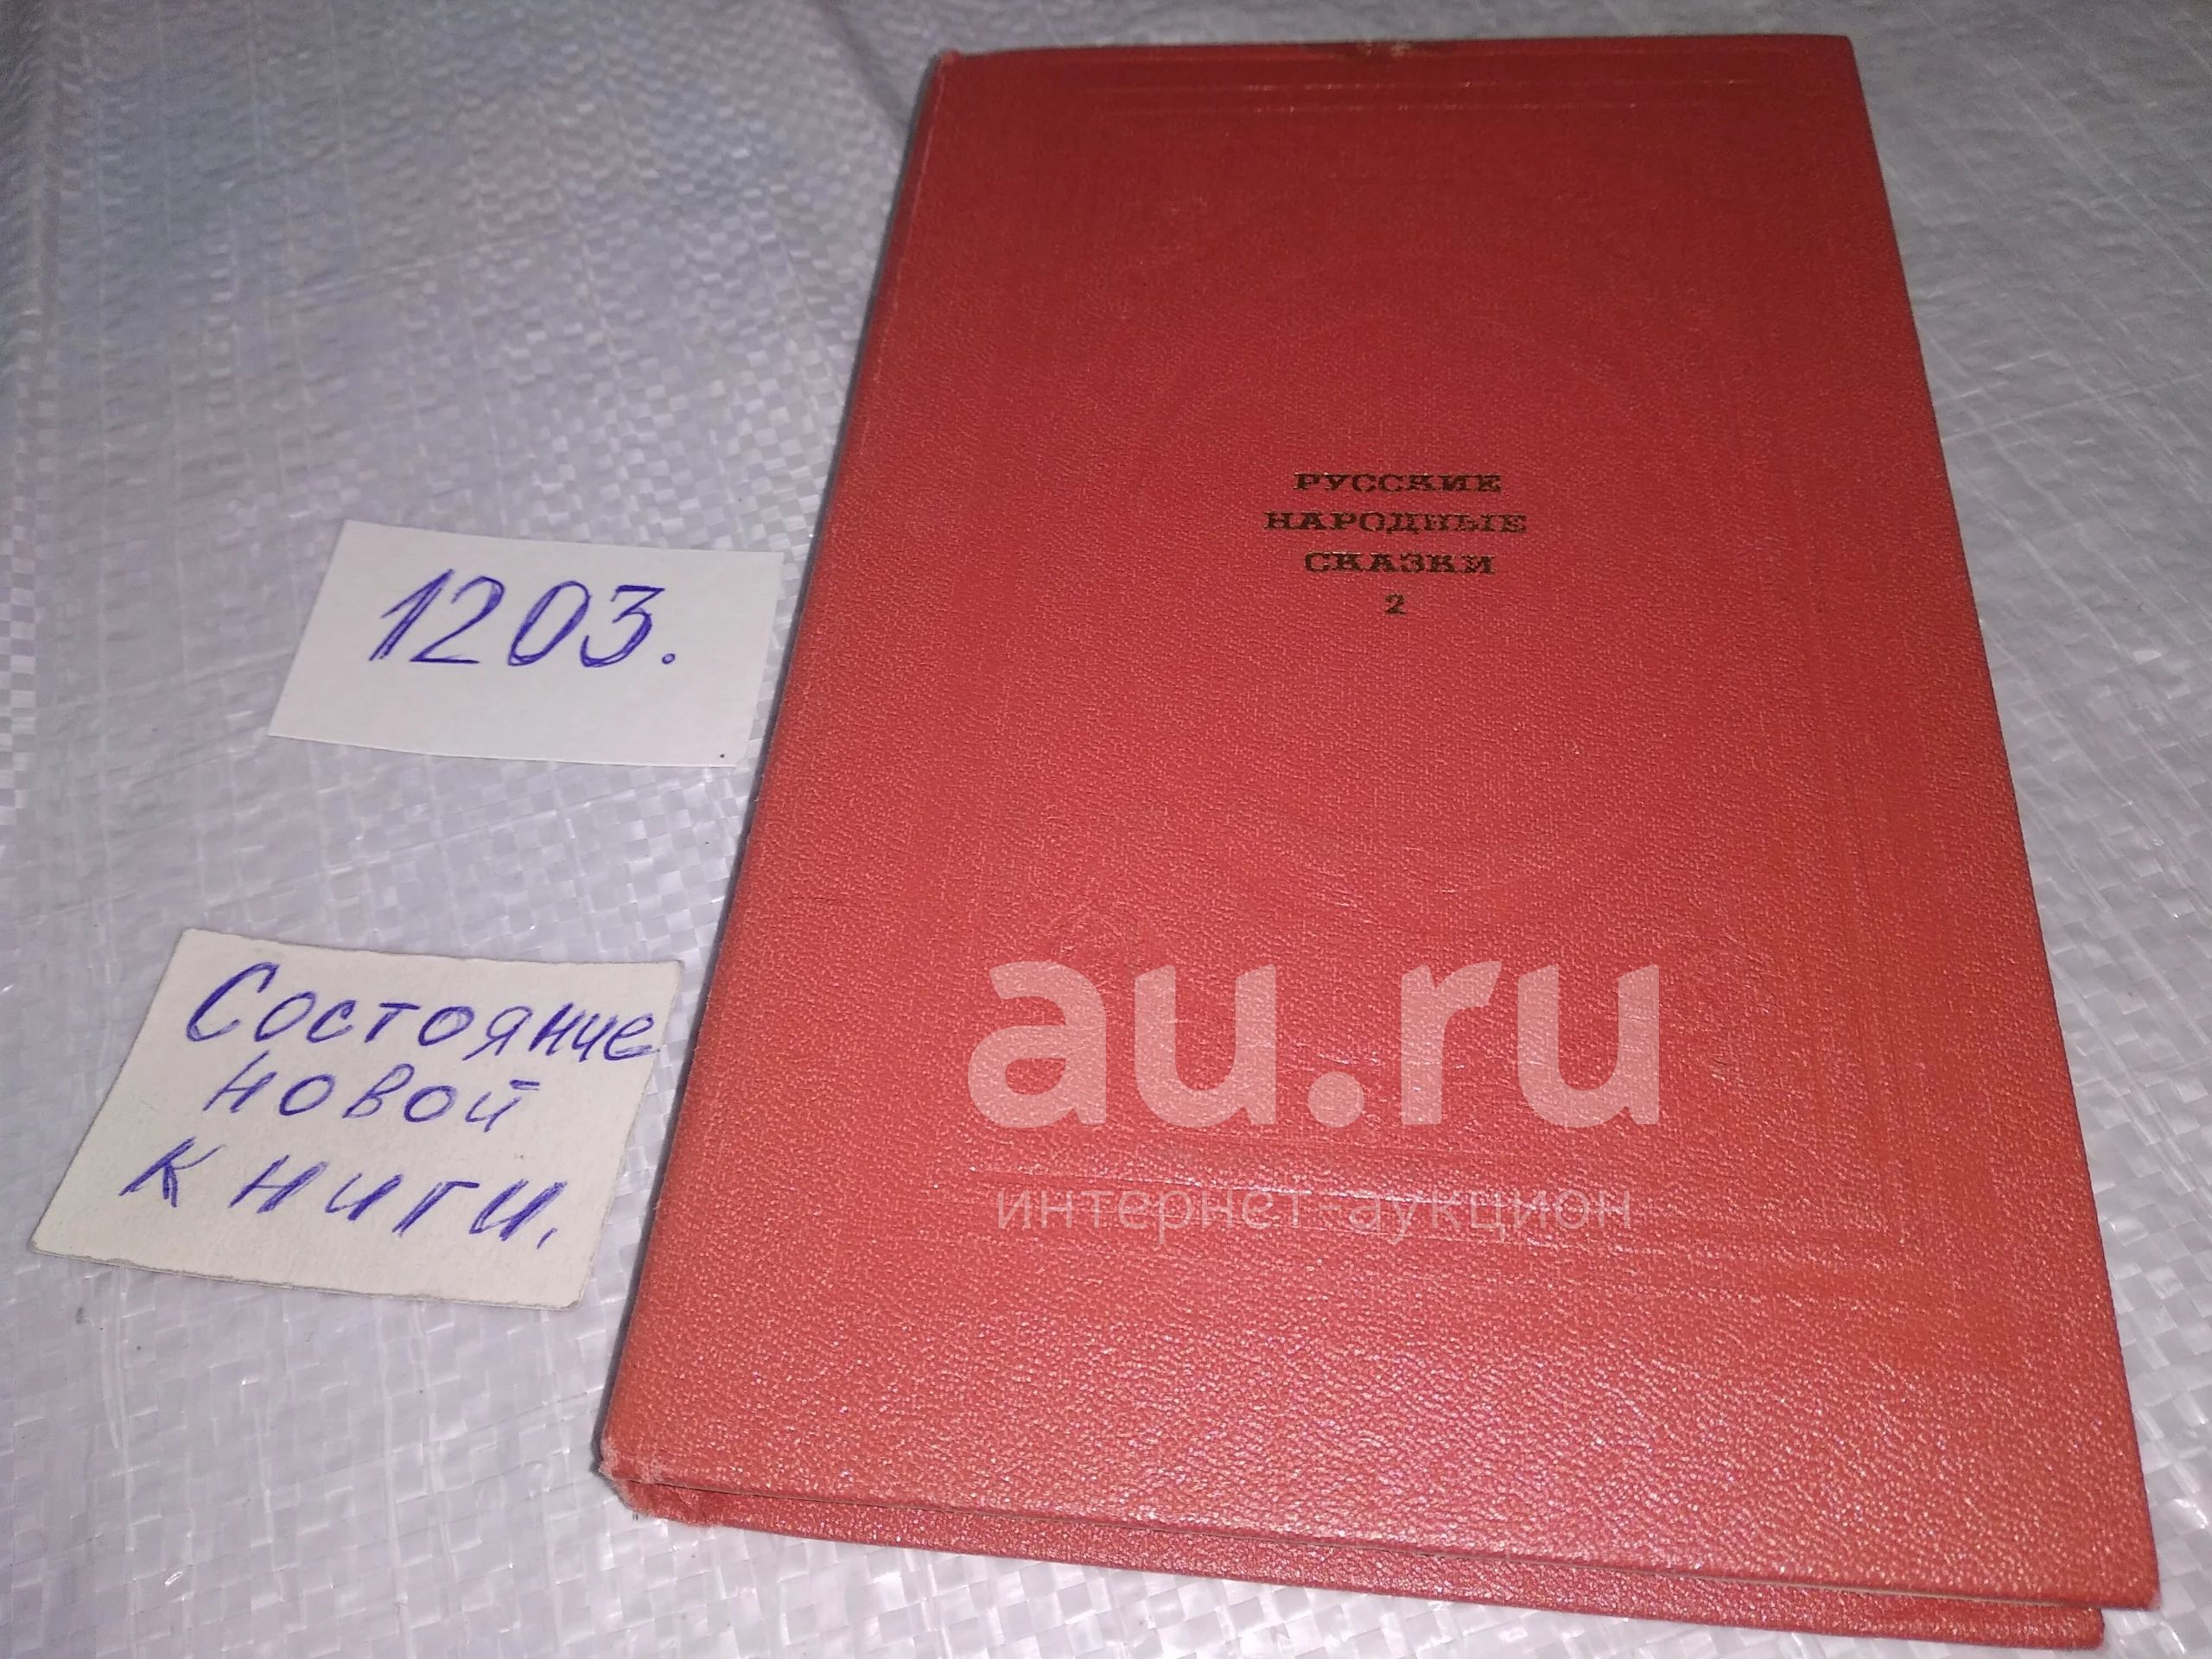 РУССКИЕ
НАРОДНЫЕ
СКАЗКИ
2
1203.
Состояние
новой
книги.
au.ru
интернет-аукцион